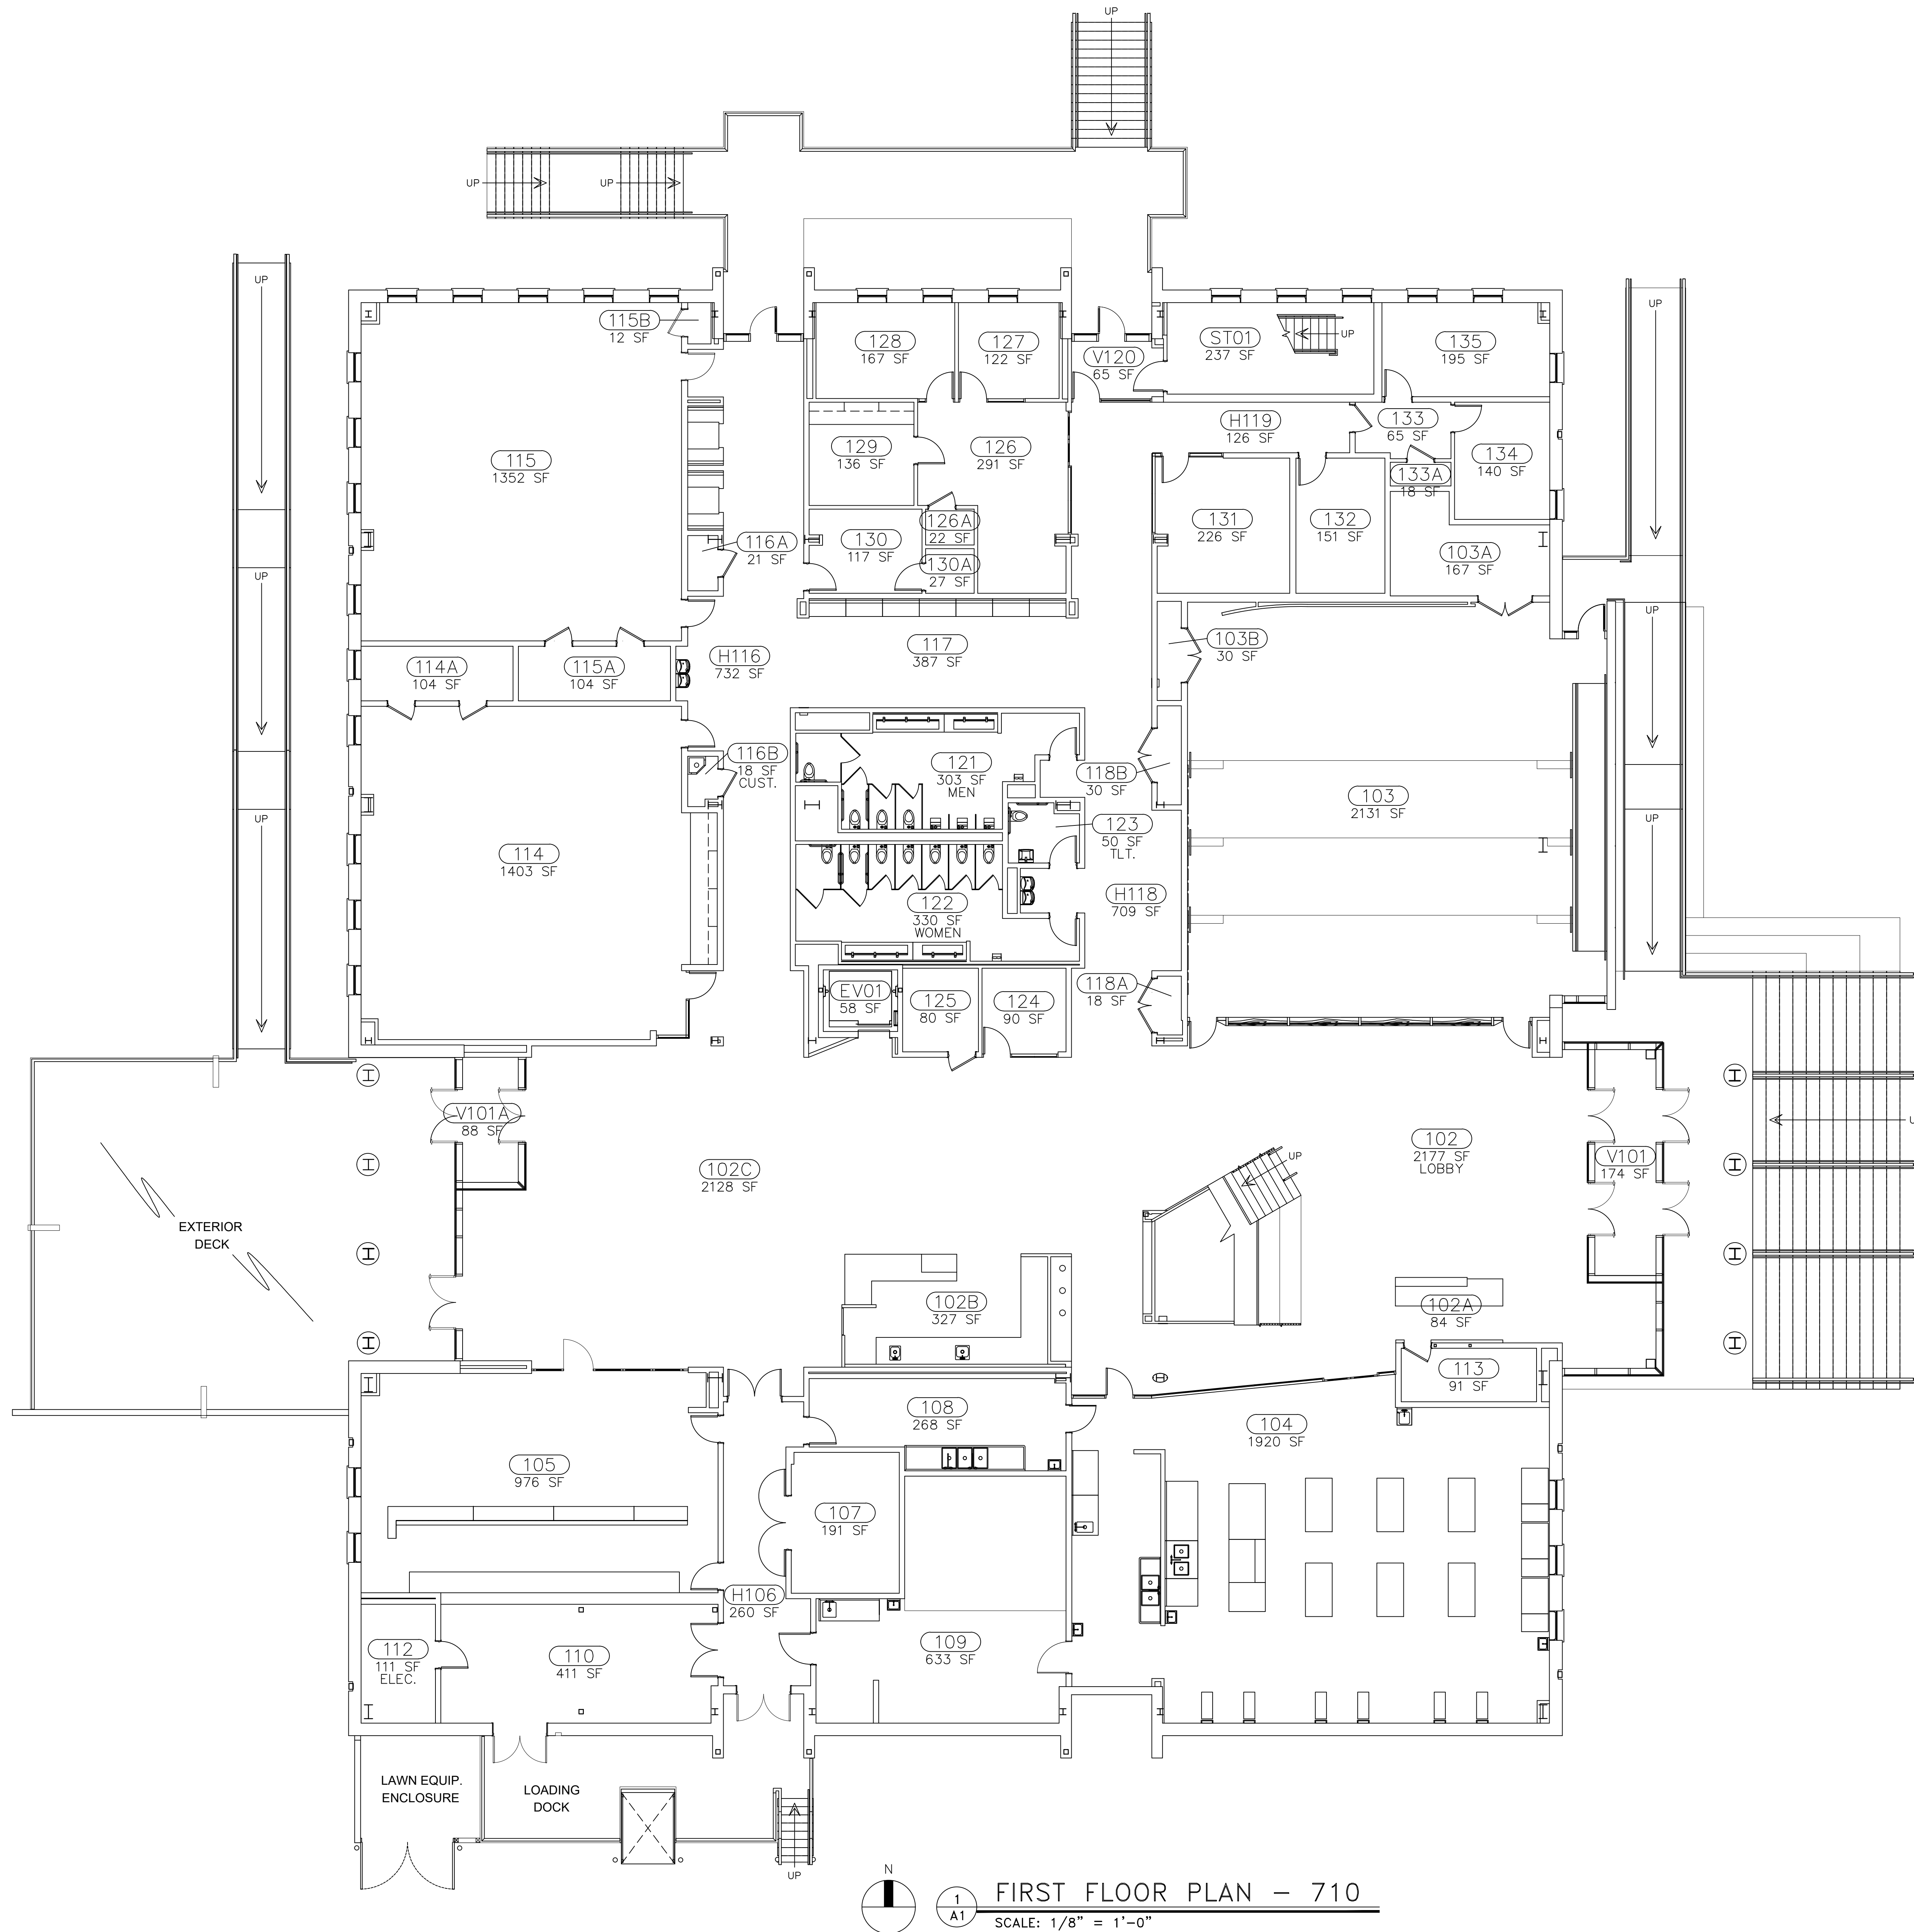 UP
UP
UP
UP
UP
115B
12 SF
128
167 SF
127
122 SF
V120
65 SF
ST01
237 SF
UP
135
195 SF
H119
126 SF
133
65 SF
129
136 SF
126
291 SF
134
140 SF
133A
18 SF
115
1352 SF
126A
22 SF
130
117 SF
131
226 SF
132
151 SF
116A
21 SF
130A
27 SF
103A
167 SF
UP
UP
103B
30 SF
117
387 SF
H116
732 SF
114A
104 SF
115A
104 SF
116B
18 SF
CUST.
121
303 SF
MEN
118B
30 SF
103
2131 SF
UP
UP
123
50 SF
TLT.
114
1403 SF
122
330 SF
WOMEN
H118
709 SF
EV01
58 SF
125
80 SF
124
90 SF
118A
18 SF
V101A
88 SF
102C
2128 SF
102
2177 SF
LOBBY
V101
174 SF
UP
EXTERIOR
DECK
102B
327 SF
102A
84 SF
113
91 SF
108
268 SF
104
1920 SF
105
976 SF
107
191 SF
H106
260 SF
112
111 SF
ELEC.
110
411 SF
109
633 SF
LAWN EQUIP.
ENCLOSURE
LOADING
DOCK
UP
N
1
A1
FIRST FLOOR PLAN – 710
SCALE: 1/8" = 1'-0"